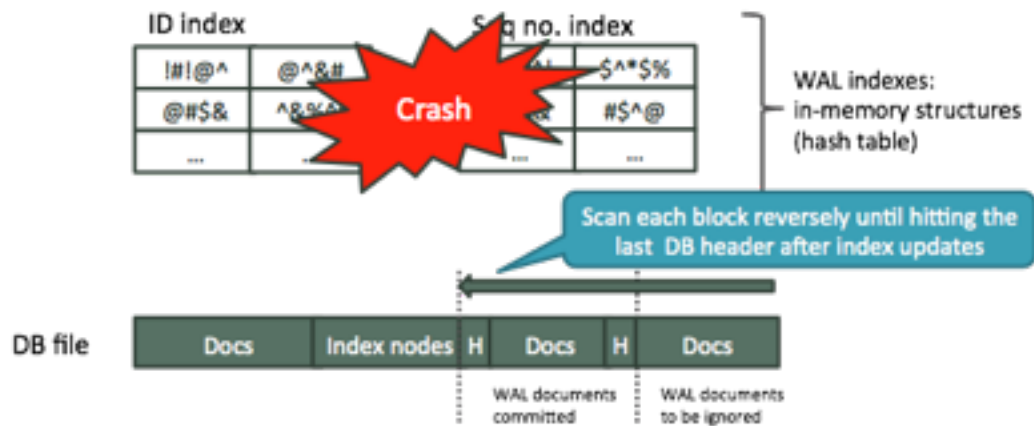 ID index
!#!@^
@^&#
@#$&
...
$^*$%
#$^@
...
...
Crash
WAL indexes:
in-memory structures
(hash table)
Scan each block reversely until hitting the
last DB header after index updates
DB file
Docs
Index nodes
H
Docs
H
Docs
WAL documents
committed
WAL documents
to be ignored